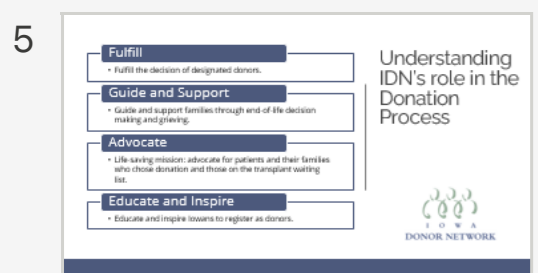 5
Fulfill
• Fulfill the decision of designated donors.
Guide and Support
• Guide and support families through end-of-life decision
making and grieving.
Advocate
• Life-saving mission: advocate for patients and their families
who chose donation and those on the transplant waiting
list.
Educate and Inspire
• Educate and inspire Iowans to register as donors.
Understanding
IDN's role in the
Donation
Process
IOWA
DONOR NETWORK